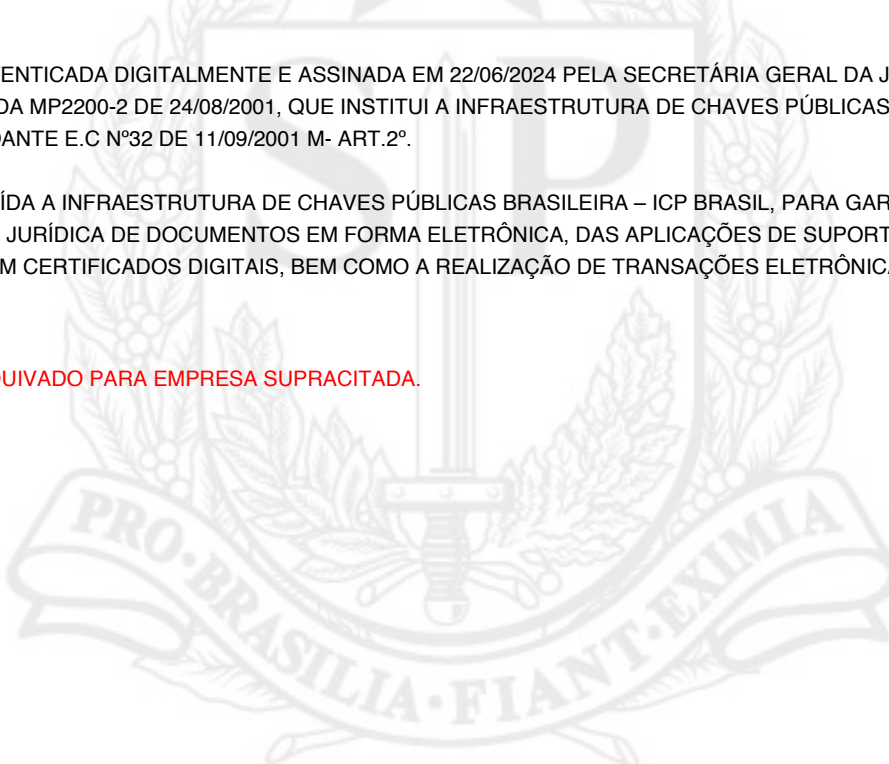 ENTICADA DIGITALMENTE E ASSINADA EM 22/06/2024 PELA SECRETÁRIA GERAL DA J
DA MP2200-2 DE 24/08/2001, QUE INSTITUI A INFRAESTRUTURA DE CHAVES PÚBLICAS
DANTE E.C Nº32 DE 11/09/2001 M- ART.2º.
ÍDA A INFRAESTRUTURA DE CHAVES PÚBLICAS BRASILEIRA – ICP BRASIL, PARA GAR
JURÍDICA DE DOCUMENTOS EM FORMA ELETRÔNICA, DAS APLICAÇÕES DE SUPORT
M CERTIFICADOS DIGITAIS, BEM COMO A REALIZAÇÃO DE TRANSAÇÕES ELETRÔNICA
QUIVADO PARA EMPRESA SUPRACITADA.
SP
PRO·BRASILIA·FIANT·EXIMIA